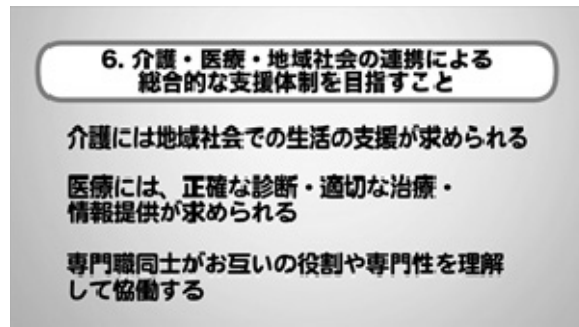 6. 介護・医療・地域社会の連携による
総合的な支援体制を目指すこと
介護には地域社会での生活の支援が求められる
医療には、正確な診断・適切な治療・
情報提供が求められる
専門職同士がお互いの役割や専門性を理解
して協働する